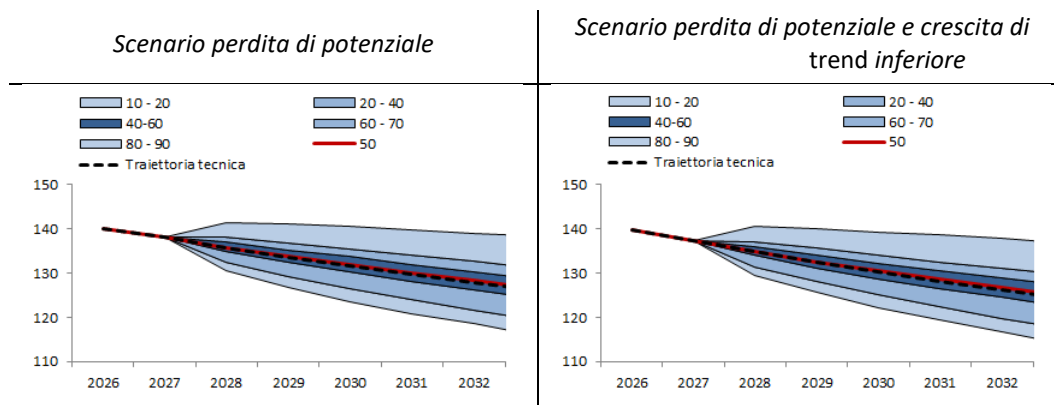 Scenario perdita di potenziale
Scenario perdita di potenziale e crescita di
trend inferiore
10 - 20
20 - 40
40-60
60 - 70
80 - 90
50
Traiettoria tecnica
150
140
130
120
110
2026 2027 2028 2029 2030 2031 2032
10 - 20
20 - 40
40-60
60 - 70
80 - 90
50
Traiettoria tecnica
150
140
130
120
110
2026 2027 2028 2029 2030 2031 2032